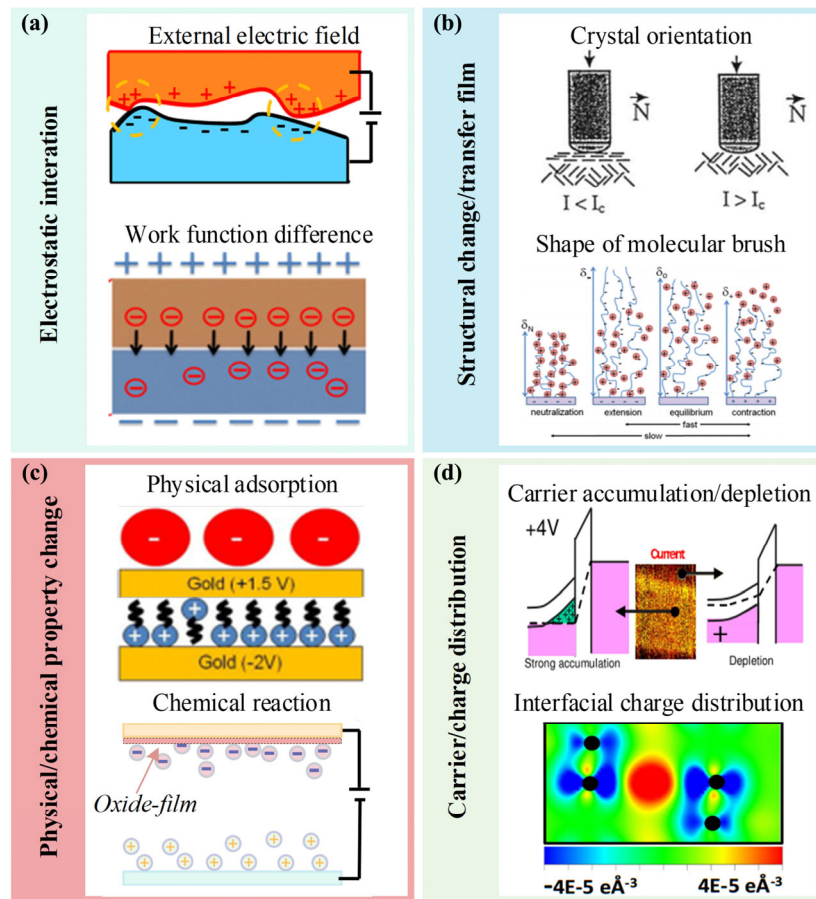 (a)
External electric field
Electrostatic interation
Work function difference
(b)
Crystal orientation
N
N
I < Ic
I > Ic
Structural change/transfer film
Shape of molecular brush
δN
δ-
δ0
δ+
neutralization
extension
equilibrium
contraction
fast
slow
(c)
Physical adsorption
Gold (+1.5 V)
Gold (-2V)
Physical/chemical property change
Chemical reaction
Oxide-film
(d)
Carrier accumulation/depletion
+4V
Current
Strong accumulation
Depletion
Carrier/charge distribution
Interfacial charge distribution
-4E-5 eÅ⁻³
4E-5 eÅ⁻³